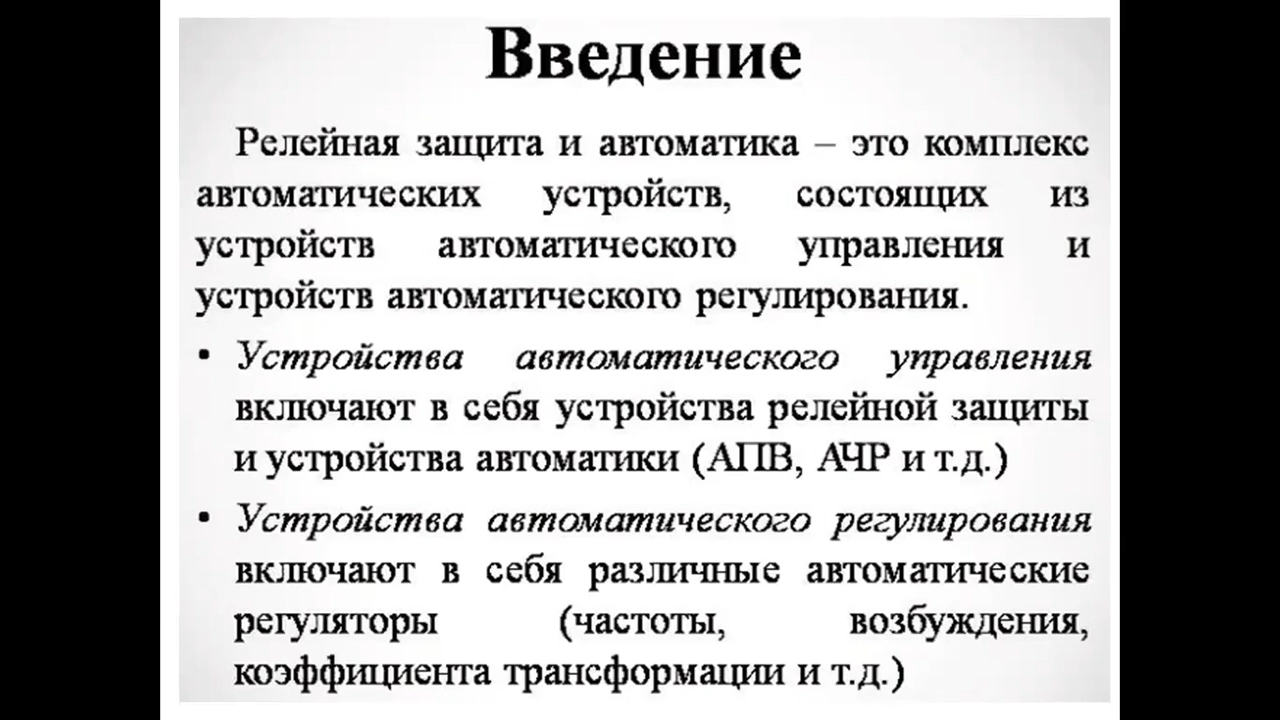 Введение
Релейная защита и автоматика – это комплекс
автоматических устройств, состоящих из
устройств автоматического управления и
устройств автоматического регулирования.
• Устройства автоматического управления
включают в себя устройства релейной защиты
и устройства автоматики (АПВ, АЧР и т.д.)
• Устройства автоматического регулирования
включают в себя различные автоматические
регуляторы (частоты, возбуждения,
коэффициента трансформации и т.д.)